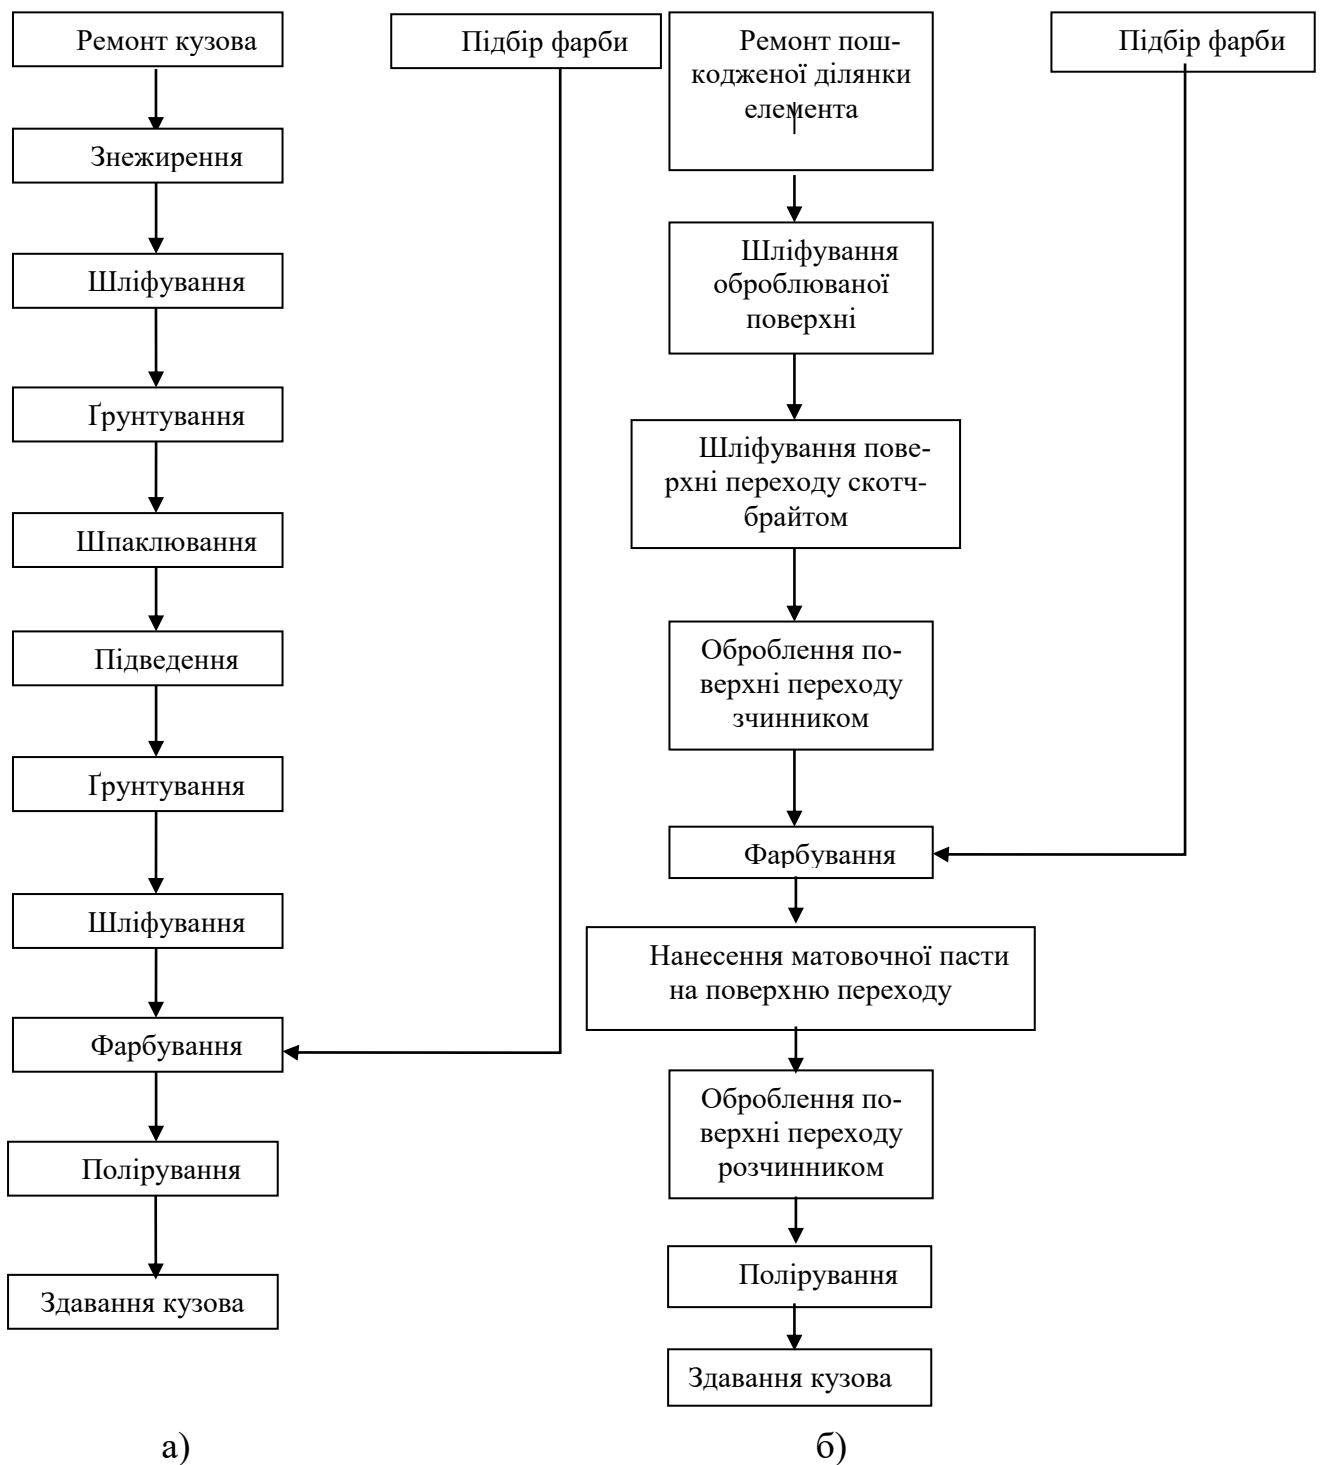 Ремонт кузова
Знежирення
Шліфування
Ґрунтування
Шпаклювання
Підведення
Ґрунтування
Шліфування
Фарбування
Полірування
Здавання кузова
Підбір фарби
а)
Ремонт пош-
кодженої ділянки
елемента
Шліфування
оброблюваної
поверхні
Шліфування пове-
рхні переходу скотч-
брайтом
Оброблення по-
верхні переходу
зчинником
Фарбування
Нанесення матовочної пасти
на поверхню переходу
Оброблення по-
верхні переходу
розчинником
Полірування
Здавання кузова
Підбір фарби
б)